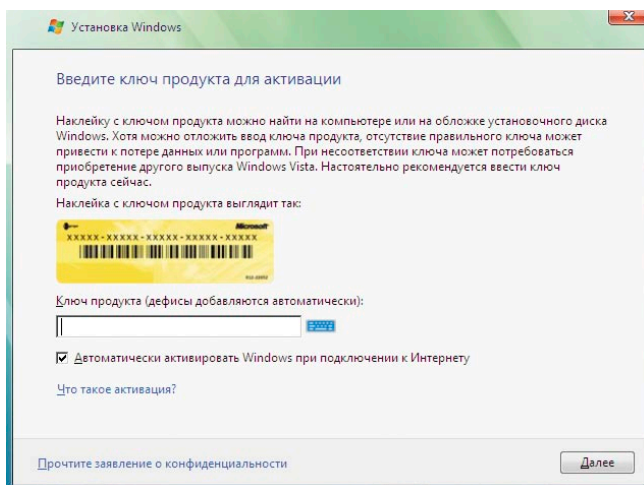 Установка Windows
Введите ключ продукта для активации
Наклейку с ключом продукта можно найти на компьютере или на обложке установочного диска
Windows. Хотя можно отложить ввод ключа продукта, отсутствие правильного ключа может
привести к потере данных или программ. При несоответствии ключа может потребоваться
приобретение другого выпуска Windows Vista. Настоятельно рекомендуется ввести ключ
продукта сейчас.
Наклейка с ключом продукта выглядит так:
Microsoft
XXXXX-XXXXX-XXXXX-XXXXX-XXXXX
Ключ продукта (дефисы добавляются автоматически):
Автоматически активировать Windows при подключении к Интернету
Что такое активация?
Прочтите заявление о конфиденциальности
Далее